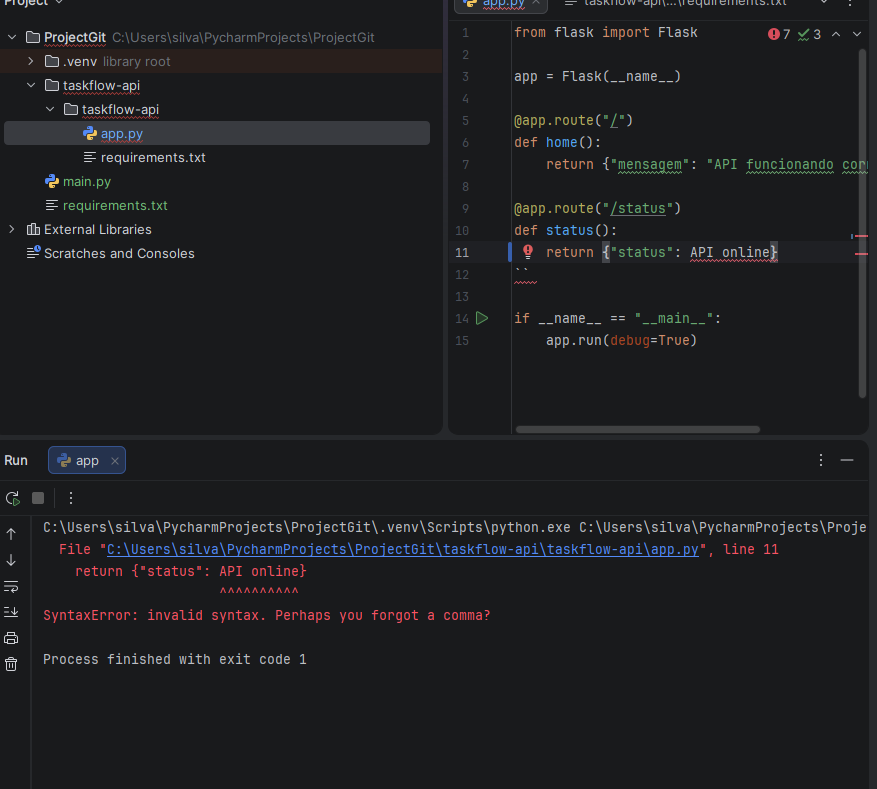 Project
ProjectGit C:\Users\silva\PycharmProjects\ProjectGit
.venv library root
taskflow-api
taskflow-api
app.py
requirements.txt
main.py
requirements.txt
External Libraries
Scratches and Consoles
app.py taskflow-api\...\requirements.txt
7 3
1 from flask import Flask
2
3 app = Flask(__name__)
4
5 @app.route("/")
6 def home():
7 return {"mensagem": "API funcionando cor
8
9 @app.route("/status")
10 def status():
11 return {"status": API online}
12 ``
13
14 if __name__ == "__main__":
15 app.run(debug=True)
Run app
C:\Users\silva\PycharmProjects\ProjectGit\.venv\Scripts\python.exe C:\Users\silva\PycharmProjects\Proje
File "C:\Users\silva\PycharmProjects\ProjectGit\taskflow-api\taskflow-api\app.py", line 11
return {"status": API online}
^^^^^^^^^^
SyntaxError: invalid syntax. Perhaps you forgot a comma?
Process finished with exit code 1